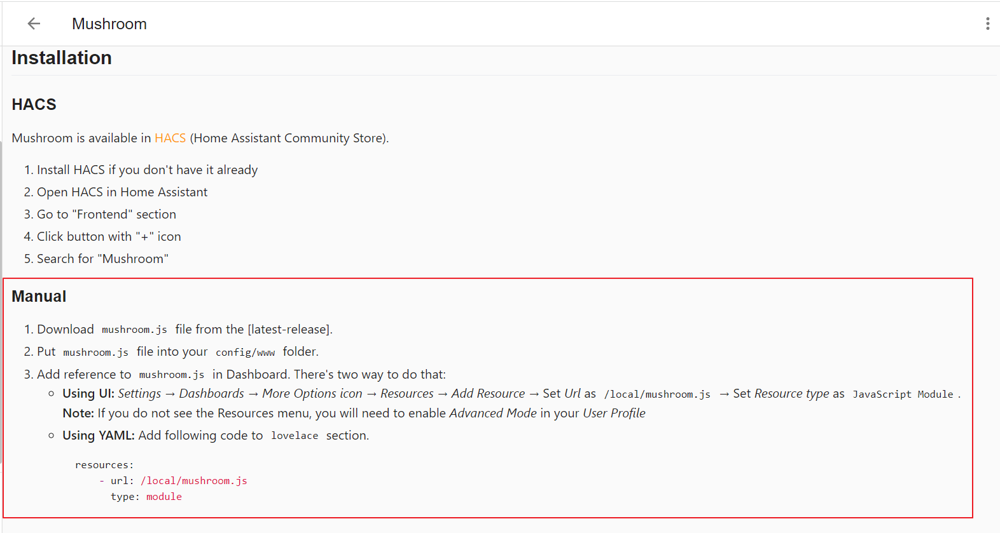 Mushroom
Installation
HACS
Mushroom is available in HACS (Home Assistant Community Store).
1. Install HACS if you don't have it already
2. Open HACS in Home Assistant
3. Go to "Frontend" section
4. Click button with "+" icon
5. Search for "Mushroom"
Manual
1. Download mushroom.js file from the [latest-release].
2. Put mushroom.js file into your config/www folder.
3. Add reference to mushroom.js in Dashboard. There's two way to do that:
○ Using UI: Settings → Dashboards → More Options icon → Resources → Add Resource → Set Url as /local/mushroom.js → Set Resource type as JavaScript Module .
Note: If you do not see the Resources menu, you will need to enable Advanced Mode in your User Profile
○ Using YAML: Add following code to lovelace section.
resources:
- url: /local/mushroom.js
type: module